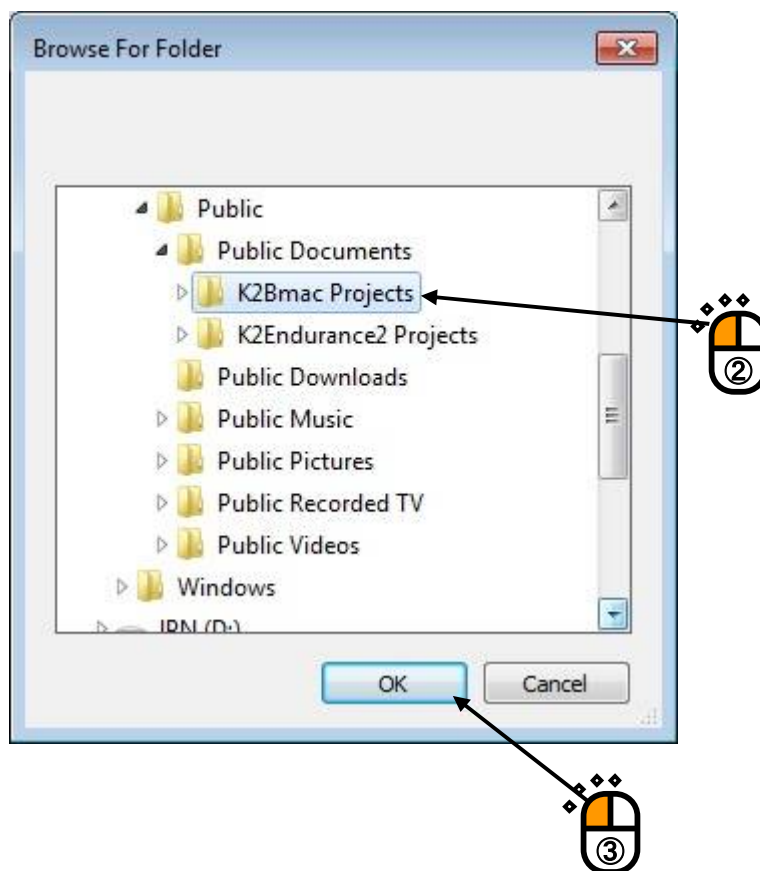 Browse For Folder
Public
Public Documents
K2Bmac Projects
K2Endurance2 Projects
②
Public Downloads
Public Music
Public Pictures
Public Recorded TV
Public Videos
Windows
(D:)
OK Cancel
③